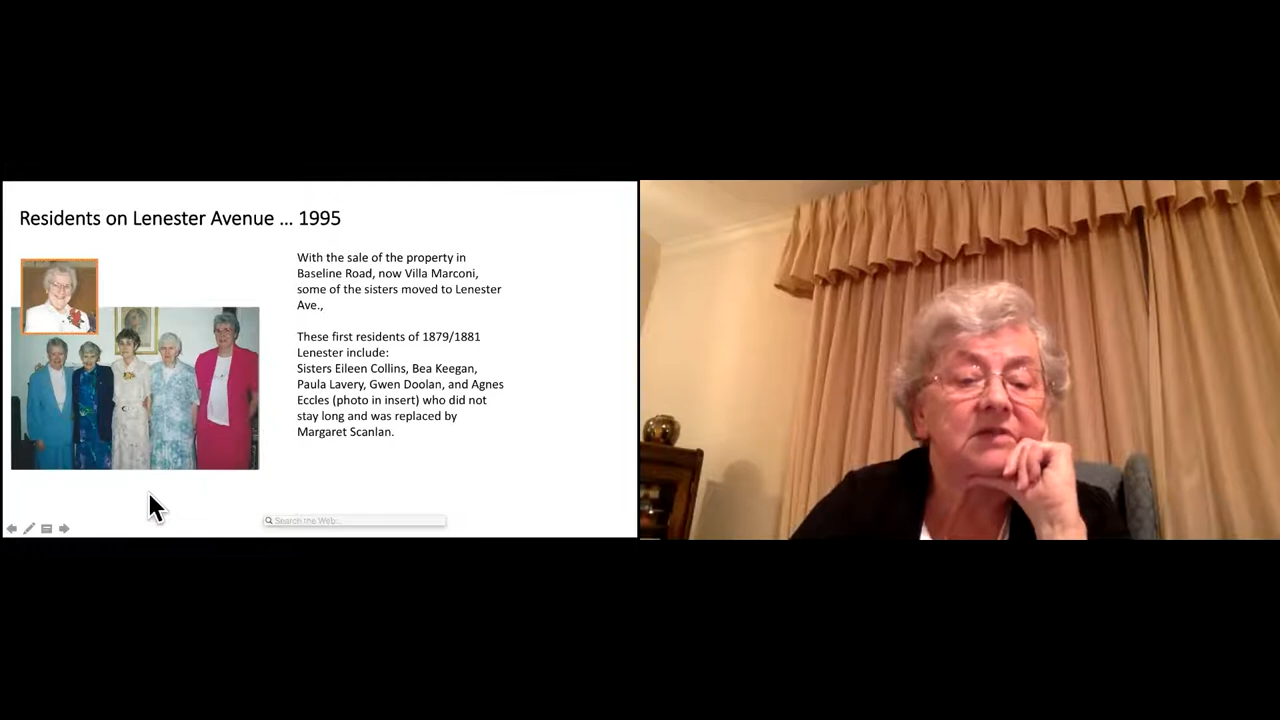 Residents on Lenester Avenue ... 1995
With the sale of the property in
Baseline Road, now Villa Marconi,
some of the sisters moved to Lenester
Ave.,
These first residents of 1879/1881
Lenester include:
Sisters Eileen Collins, Bea Keegan,
Paula Lavery, Gwen Doolan, and Agnes
Eccles (photo in insert) who did not
stay long and was replaced by
Margaret Scanlan.
Search the Web...